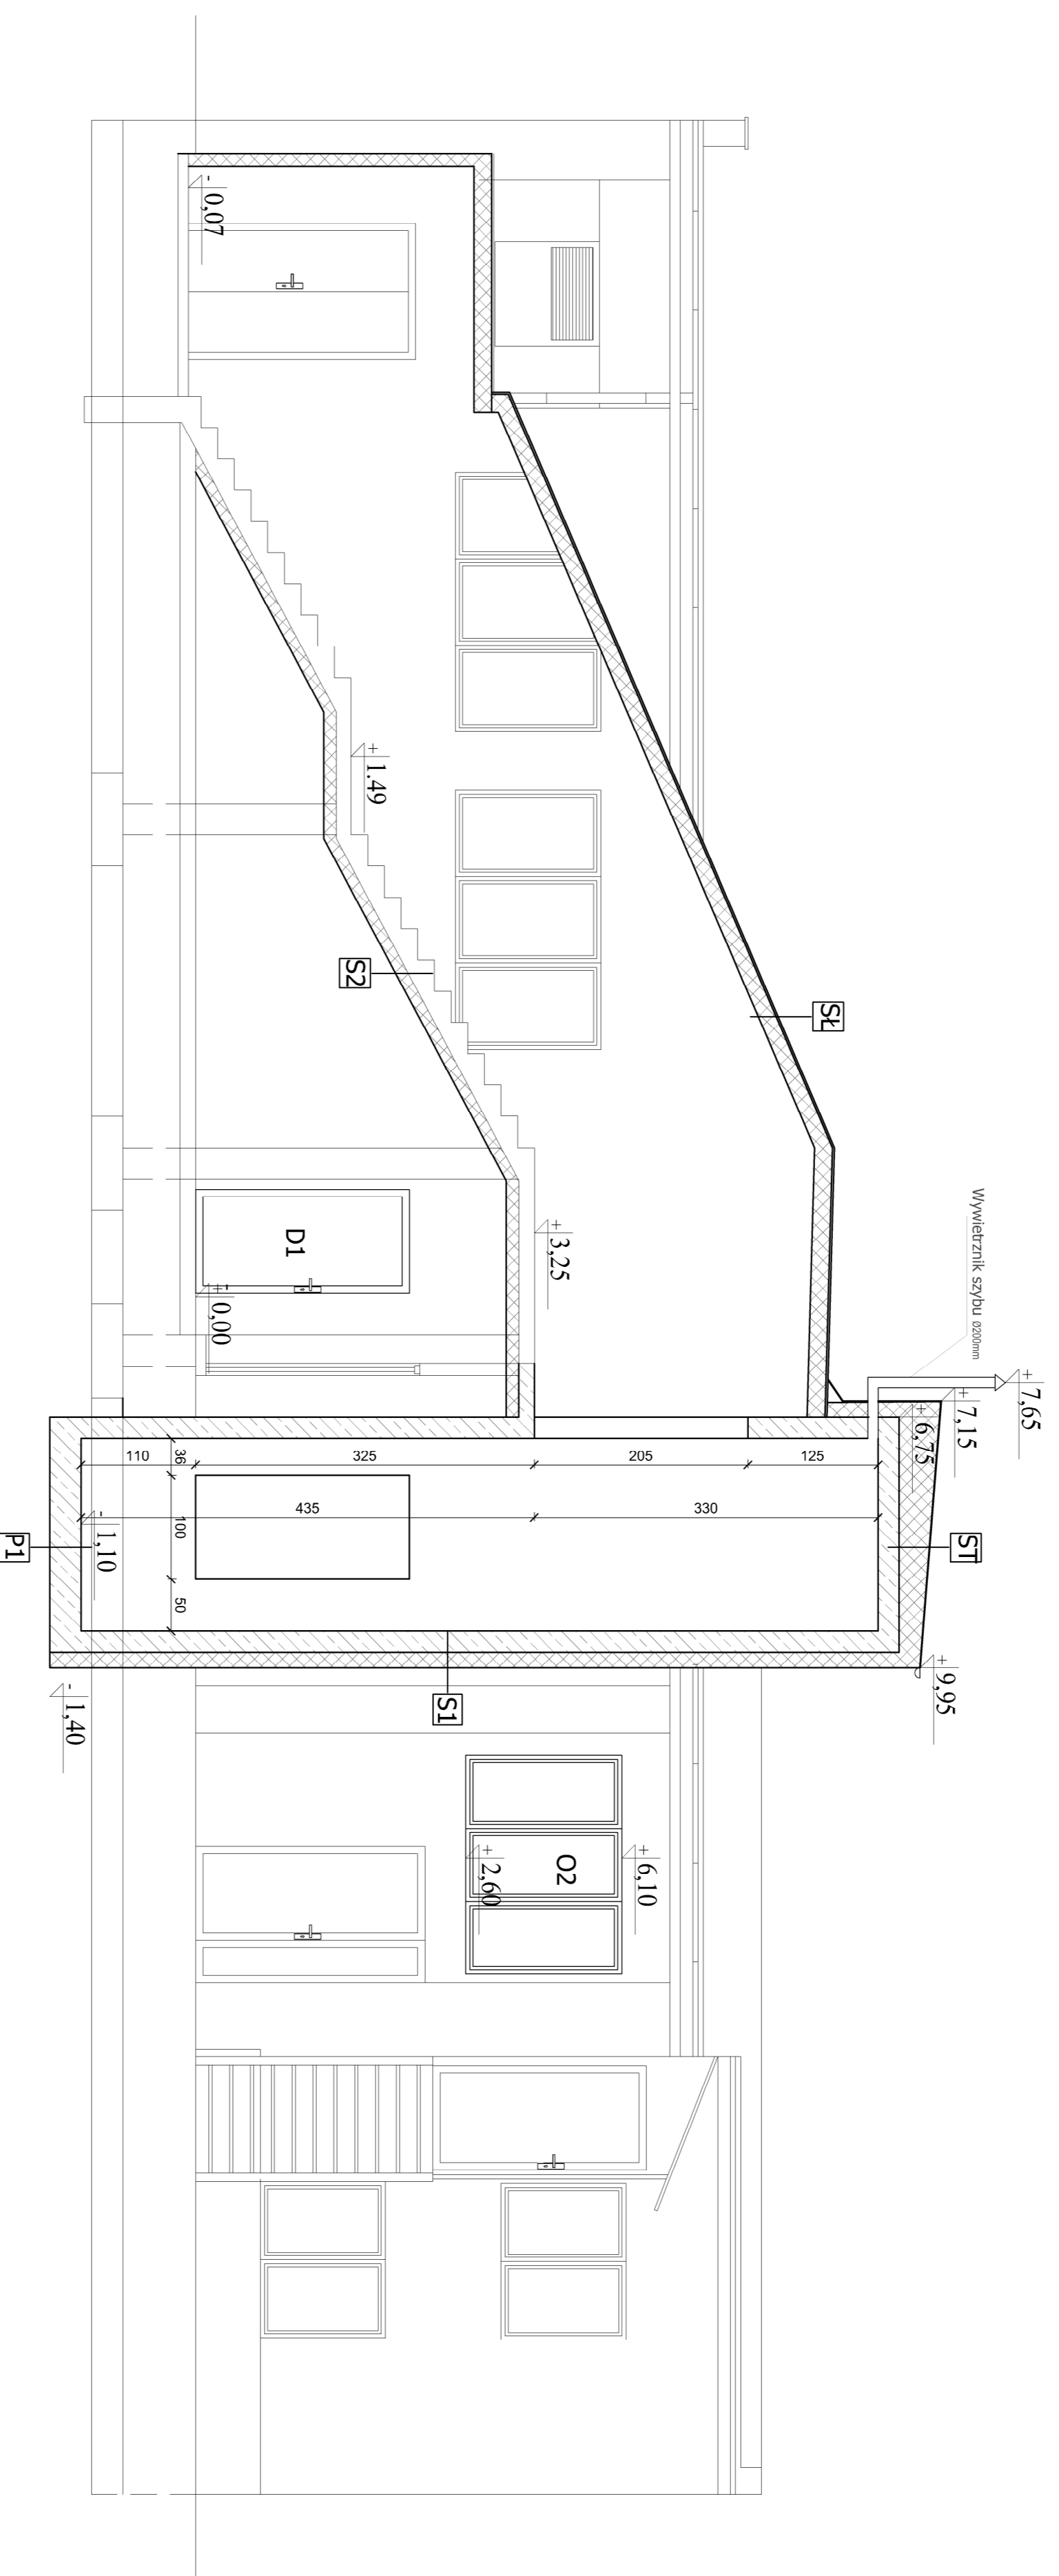 Wywietrznik szybu Ø200mm
+ 7,65
+ 7,15
+ 6,75
ST
+ 9,95
SŁ
+ 6,10
O2
+ 2,60
+ 3,25
125
205
325
110
330
435
S1
S2
+ 1.49
D1
+- 0,00
- 0,07
36
100
50
- 1,10
- 1,40
P1